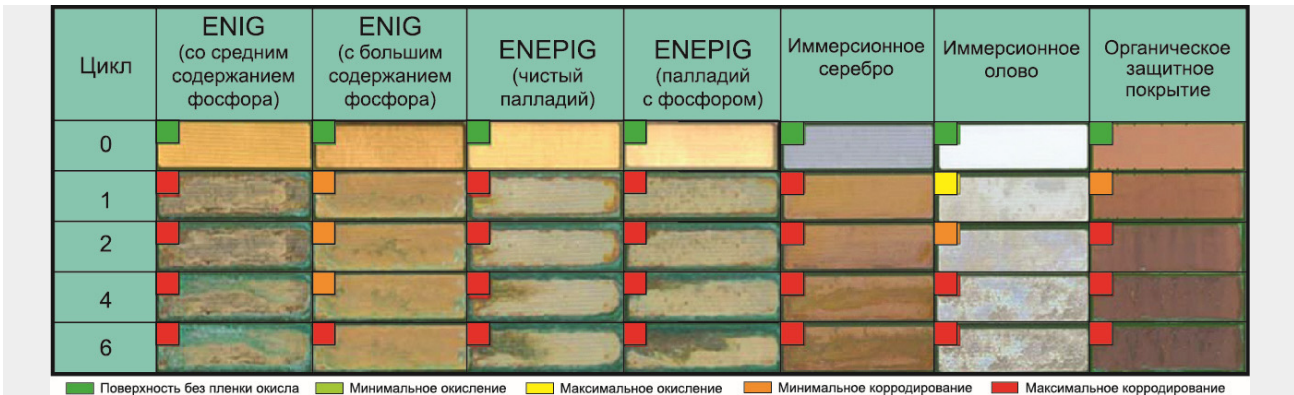 Цикл
ENIG
(со средним
содержанием
фосфора)
ENIG
(с большим
содержанием
фосфора)
ENEPIG
(чистый
палладий)
ENEPIG
(палладий
с фосфором)
Иммерсионное
серебро
Иммерсионное
олово
Органическое
защитное
покрытие
0
1
2
4
6
Поверхность без пленки окисла
Минимальное окисление
Максимальное окисление
Минимальное корродирование
Максимальное корродирование